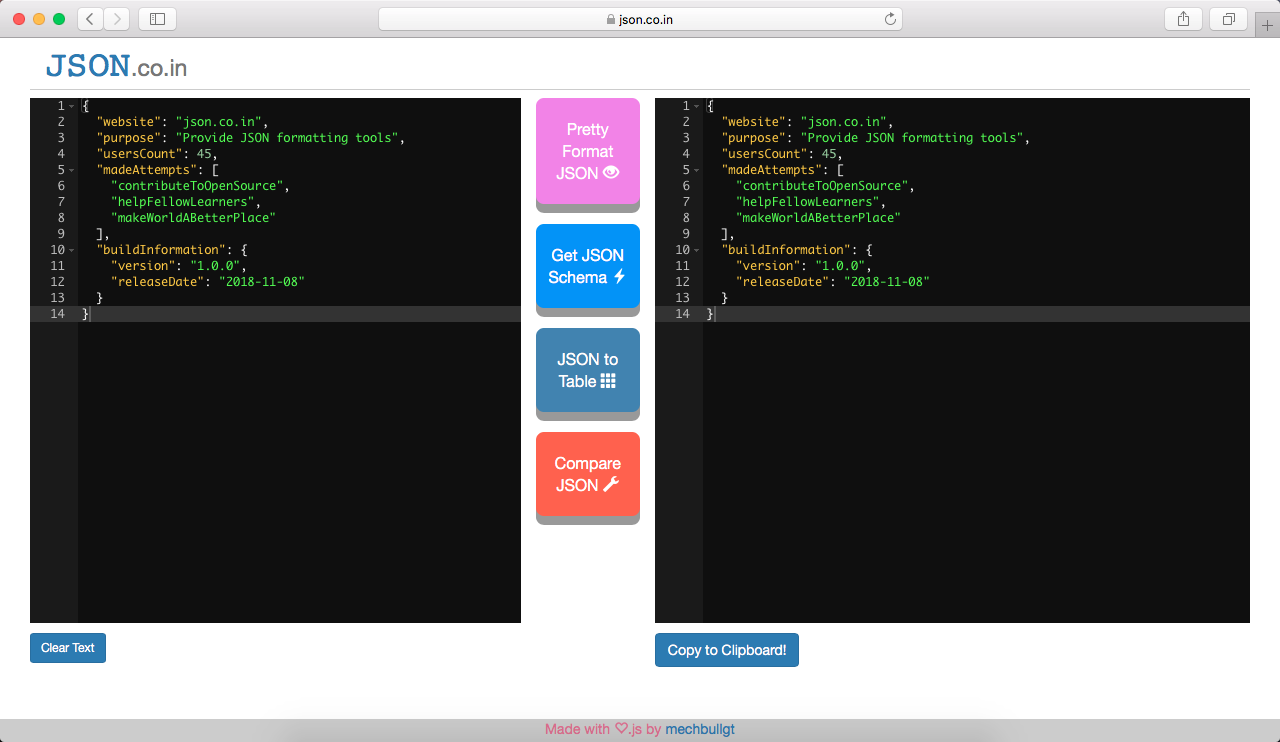 json.co.in
JSON.co.in
1 {
2 "website": "json.co.in",
3 "purpose": "Provide JSON formatting tools",
4 "usersCount": 45,
5 "madeAttempts": [
6 "contributeToOpenSource",
7 "helpFellowLearners",
8 "makeWorldABetterPlace"
9 ],
10 "buildInformation": {
11 "version": "1.0.0",
12 "releaseDate": "2018-11-08"
13 }
14 }
Pretty
Format
JSON
Get JSON
Schema
JSON to
Table
Compare
JSON
1 {
2 "website": "json.co.in",
3 "purpose": "Provide JSON formatting tools",
4 "usersCount": 45,
5 "madeAttempts": [
6 "contributeToOpenSource",
7 "helpFellowLearners",
8 "makeWorldABetterPlace"
9 ],
10 "buildInformation": {
11 "version": "1.0.0",
12 "releaseDate": "2018-11-08"
13 }
14 }
Clear Text
Copy to Clipboard!
Made with ♡.js by mechbullgt